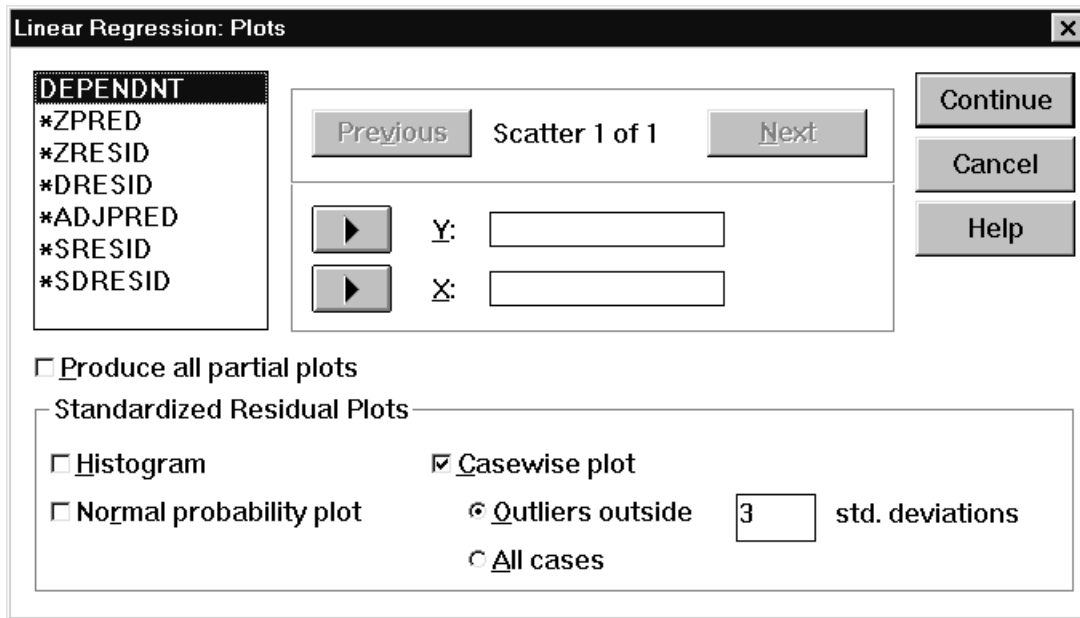 Linear Regression: Plots
DEPENDNT
*ZPRED
*ZRESID
*DRESID
*ADJPRED
*SRESID
*SDRESID
Previous Scatter 1 of 1 Next
Y:
X:
Continue
Cancel
Help
Produce all partial plots
Standardized Residual Plots
Histogram
Normal probability plot
Casewise plot
Outliers outside 3 std. deviations
All cases